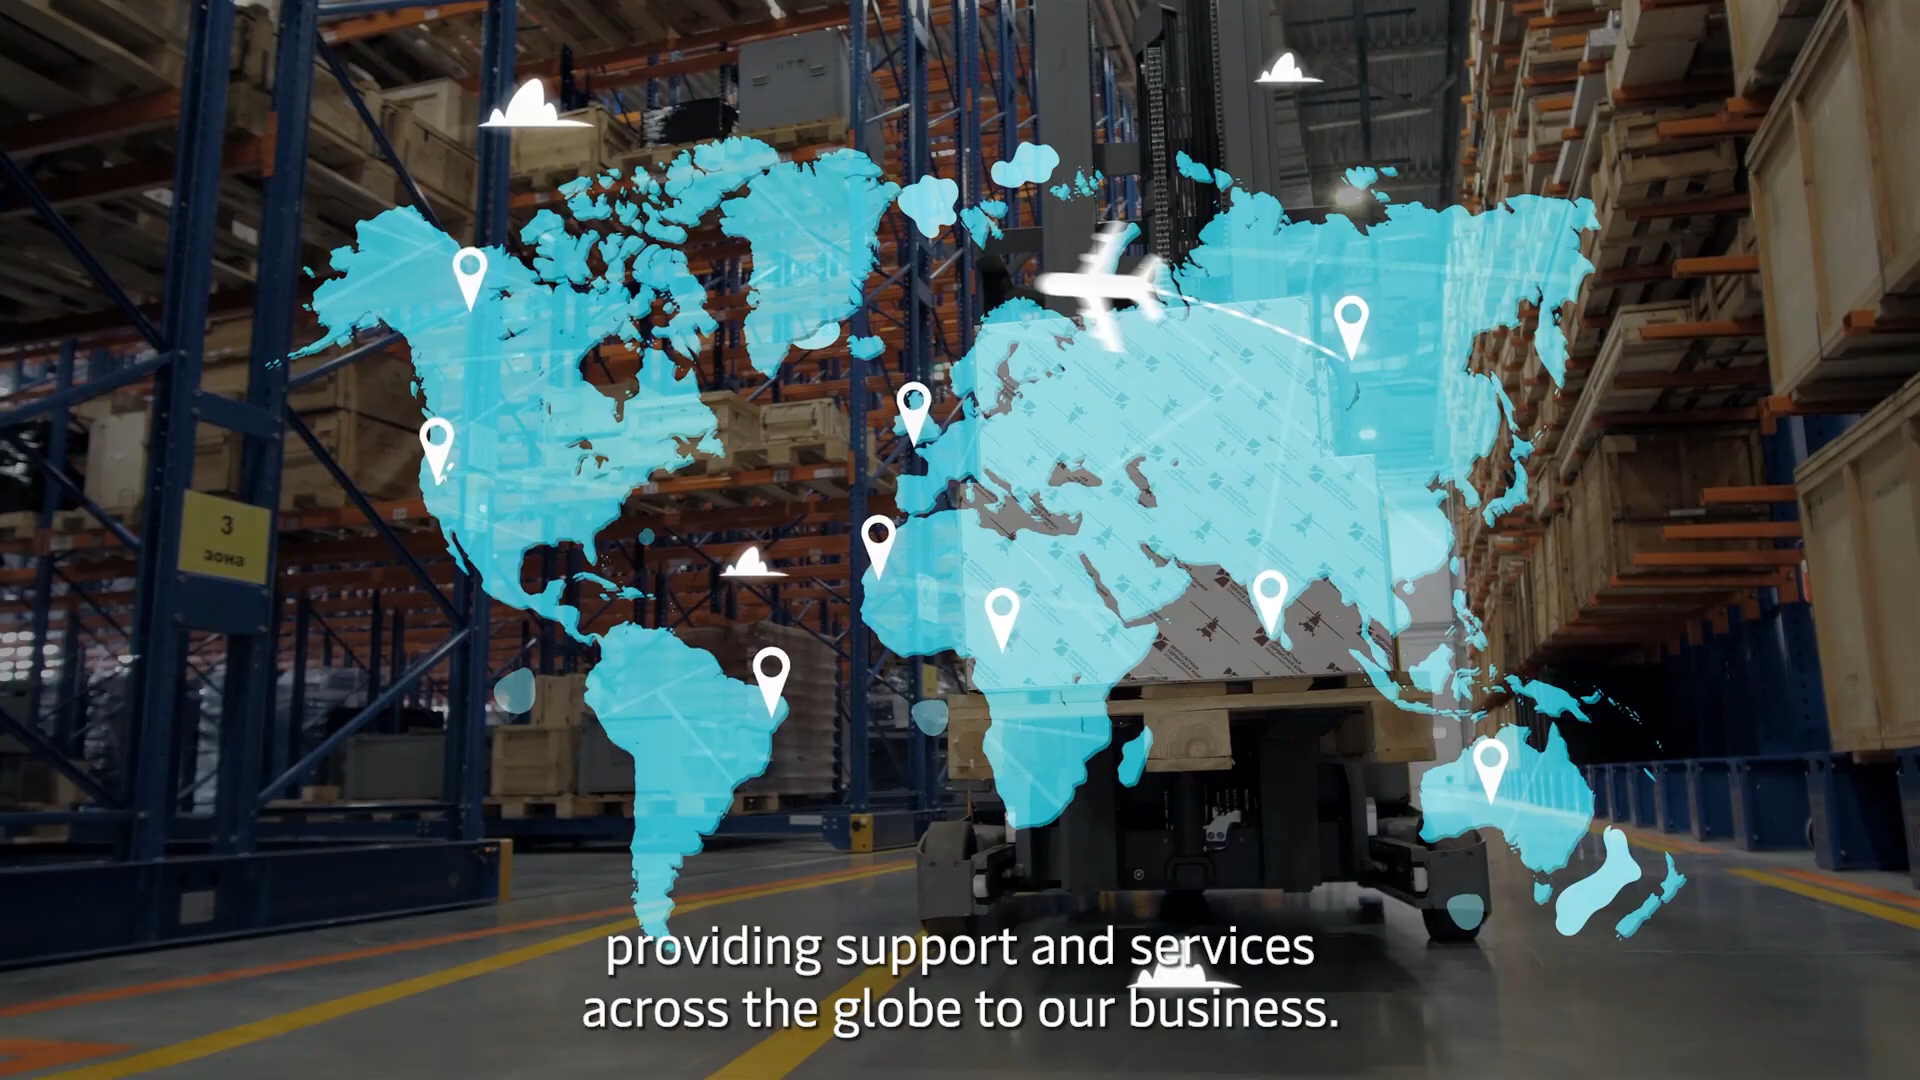 3
зона
providing support and services
across the globe to our business.